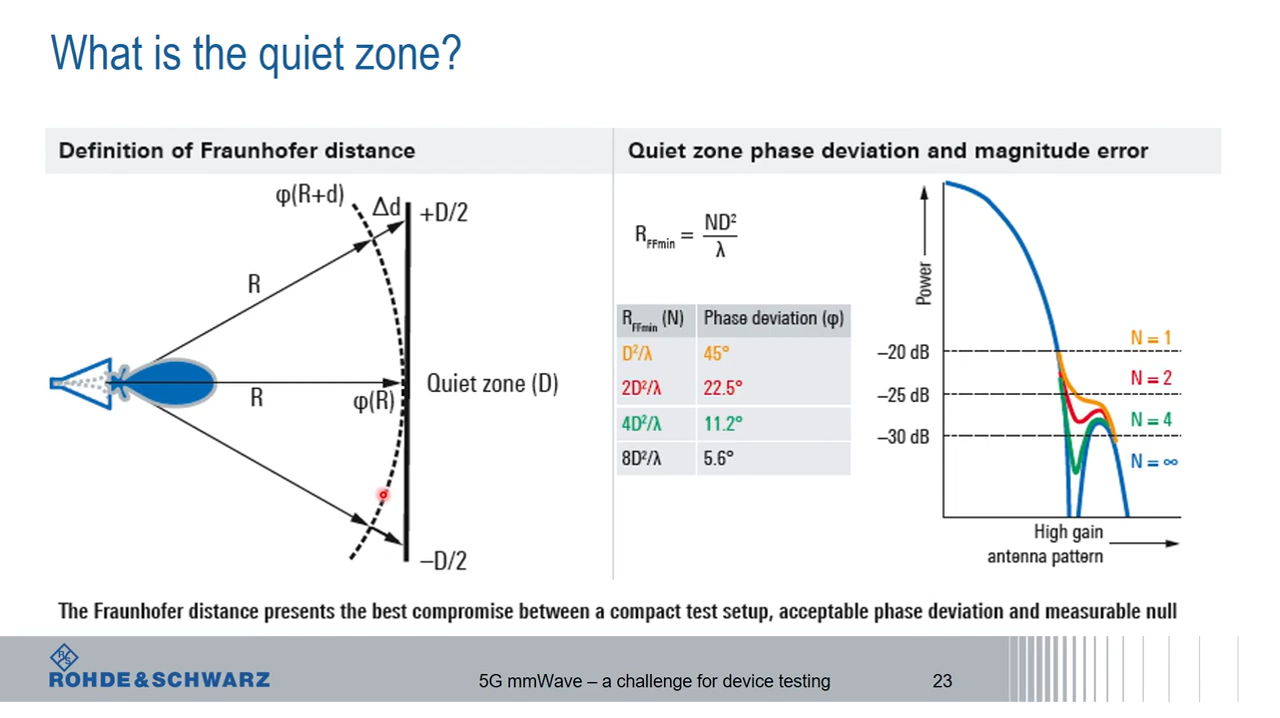 What is the quiet zone?
Definition of Fraunhofer distance
φ(R+d)
Δd
+D/2
R
R
φ(R)
Quiet zone (D)
–D/2
Quiet zone phase deviation and magnitude error
R_FFmin = ND²/λ
R_FFmin (N) Phase deviation (φ)
D²/λ 45°
2D²/λ 22.5°
4D²/λ 11.2°
8D²/λ 5.6°
Power
–20 dB
–25 dB
–30 dB
N = 1
N = 2
N = 4
N = ∞
High gain
antenna pattern
The Fraunhofer distance presents the best compromise between a compact test setup, acceptable phase deviation and measurable null
R&S
ROHDE & SCHWARZ
5G mmWave – a challenge for device testing
23